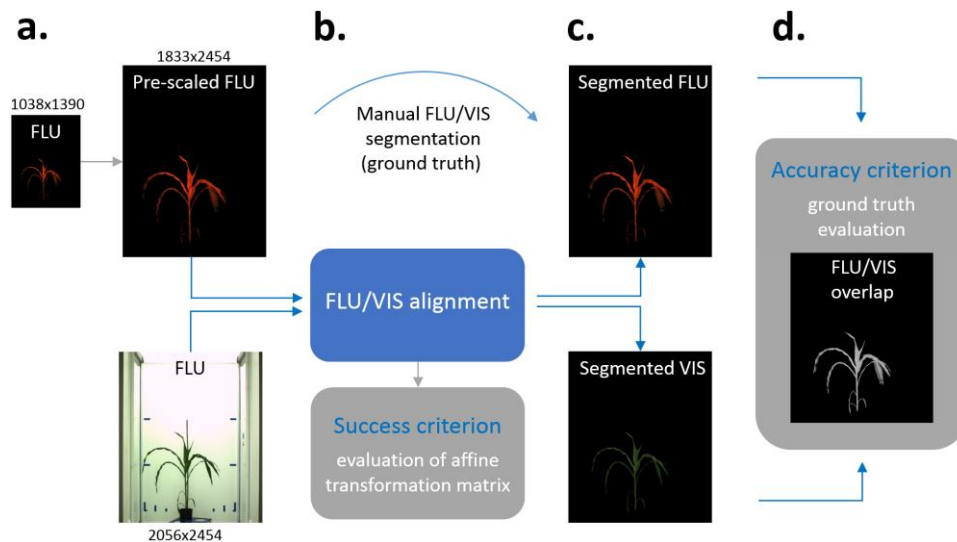 a.
b.
c.
d.
1833x2454
Pre-scaled FLU
1038x1390
FLU
Manual FLU/VIS
segmentation
(ground truth)
Segmented FLU
Accuracy criterion
ground truth
evaluation
FLU/VIS
overlap
FLU/VIS alignment
FLU
2056x2454
Success criterion
evaluation of affine
transformation matrix
Segmented VIS